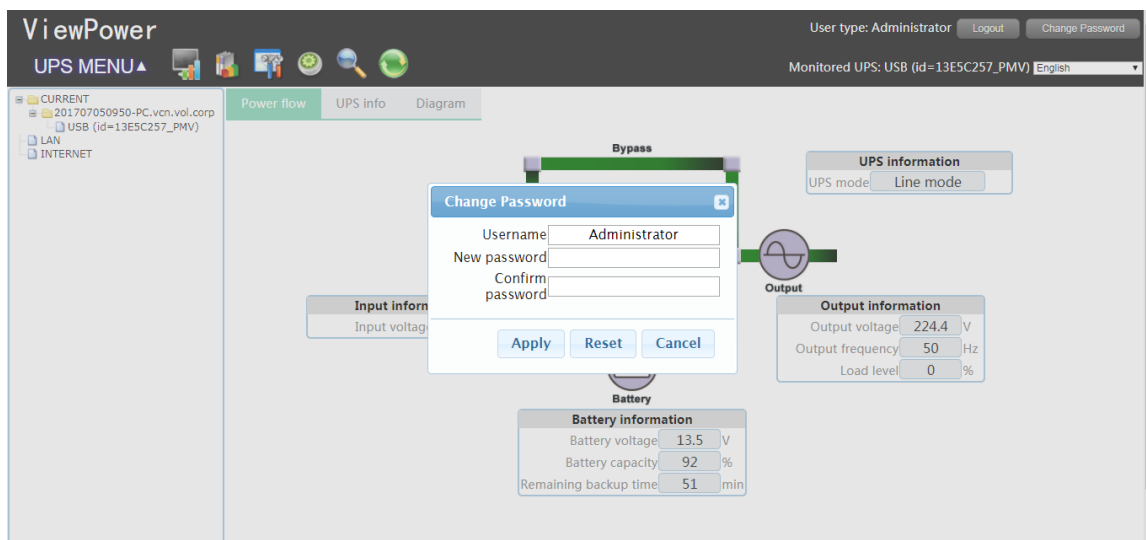 ViewPower
User type: Administrator Logout Change Password
UPS MENU▲
Monitored UPS: USB (id=13E5C257_PMV) English
CURRENT
201707050950-PC.vcn.vol.corp
USB (id=13E5C257_PMV)
LAN
INTERNET
Power flow UPS info Diagram
Bypass
UPS information
UPS mode Line mode
Change Password
Username Administrator
New password
Confirm
password
Apply Reset Cancel
Output
Input inform
Input voltag
Output information
Output voltage 224.4 V
Output frequency 50 Hz
Load level 0 %
Battery
Battery information
Battery voltage 13.5 V
Battery capacity 92 %
Remaining backup time 51 min